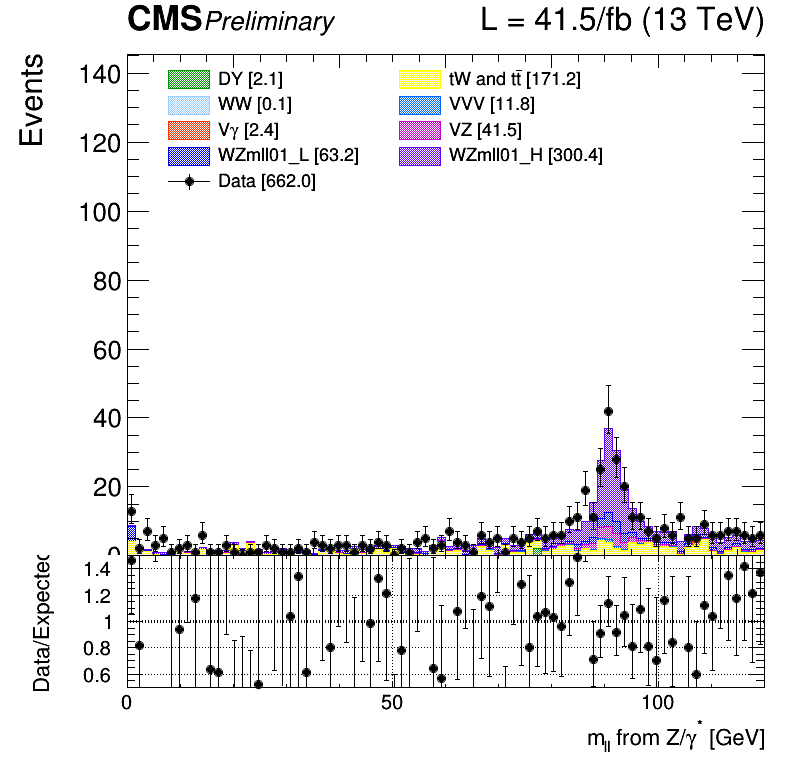 CMS Preliminary L = 41.5/fb (13 TeV)
Events
140
120
100
80
60
40
20
0
DY [2.1]
tW and tt̄ [171.2]
WW [0.1]
VVV [11.8]
Vγ [2.4]
VZ [41.5]
WZmll01_L [63.2]
WZmll01_H [300.4]
Data [662.0]
Data/Expected
1.4
1.2
1
0.8
0.6
0 50 100
m_ll from Z/γ* [GeV]